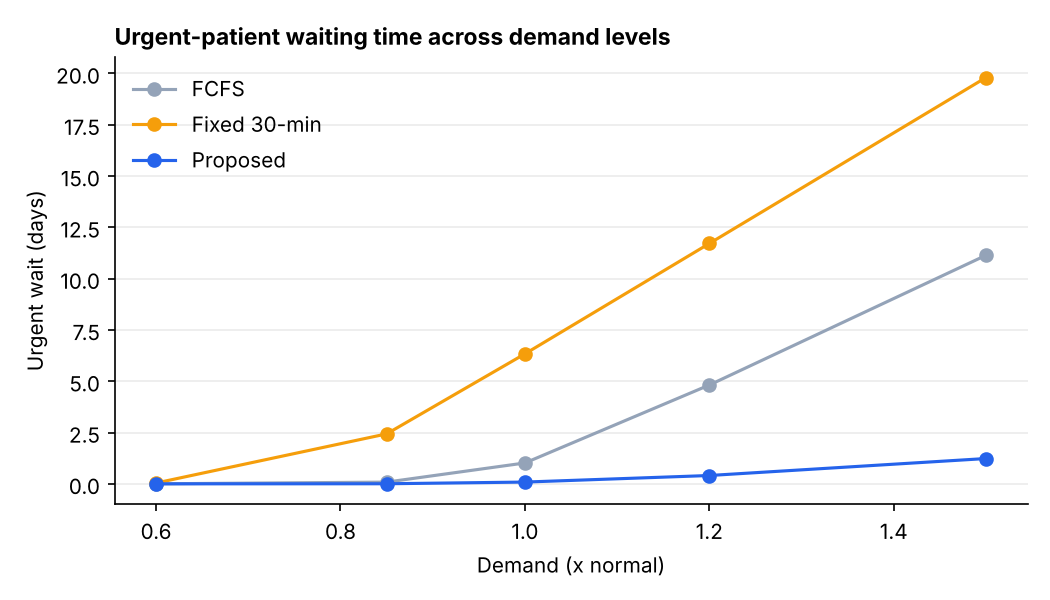 Urgent-patient waiting time across demand levels
FCFS
Fixed 30-min
Proposed
Urgent wait (days)
20.0
17.5
15.0
12.5
10.0
7.5
5.0
2.5
0.0
0.6
0.8
1.0
1.2
1.4
Demand (x normal)